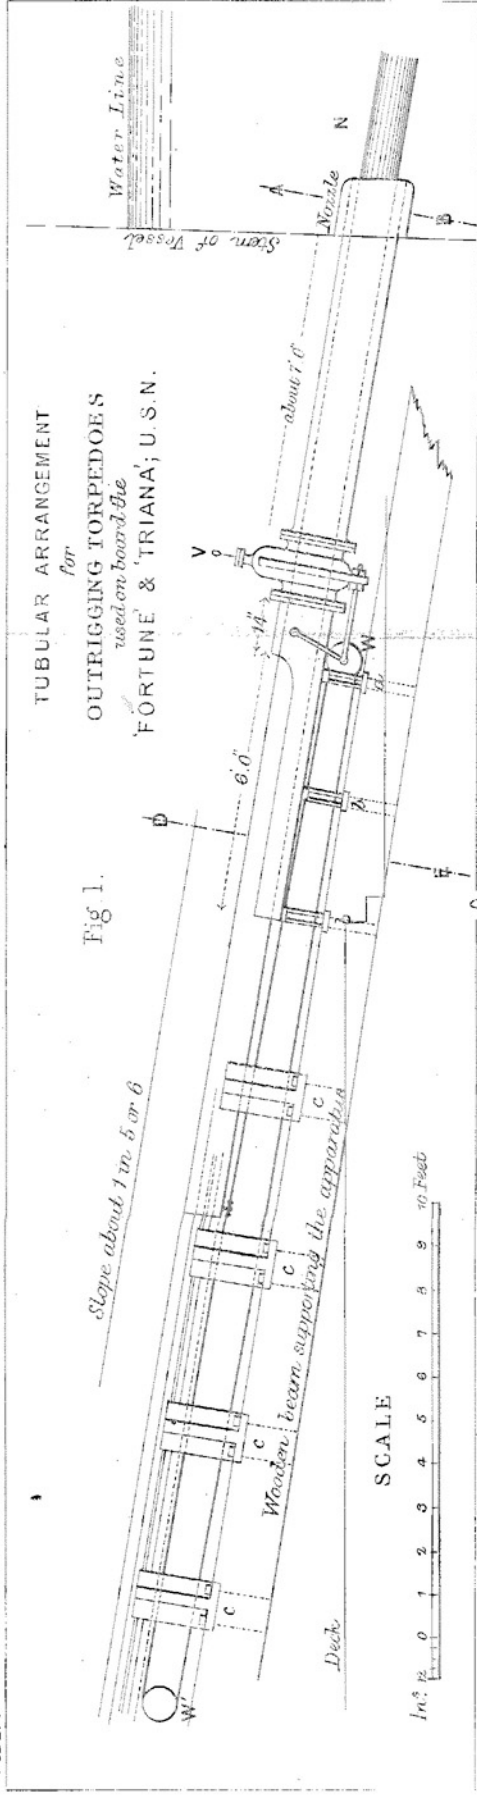 TUBULAR ARRANGEMENT
for
OUTRIGGING TORPEDOES
used on board the
'FORTUNE' & 'TRIANA'; U.S.N.
Fig. 1.
Water Line
Stem of Vessel
Nozzle
N
A
B
about 7.0"
V
14"
6'.0"
W
a
b
b
D
E
Slope about 1 in 5 or 6
c
c
c
c
Wooden beam supporting the apparatus
Deck
W'
SCALE
Ins. 12 0 1 2 3 4 5 6 7 8 9 10 Feet